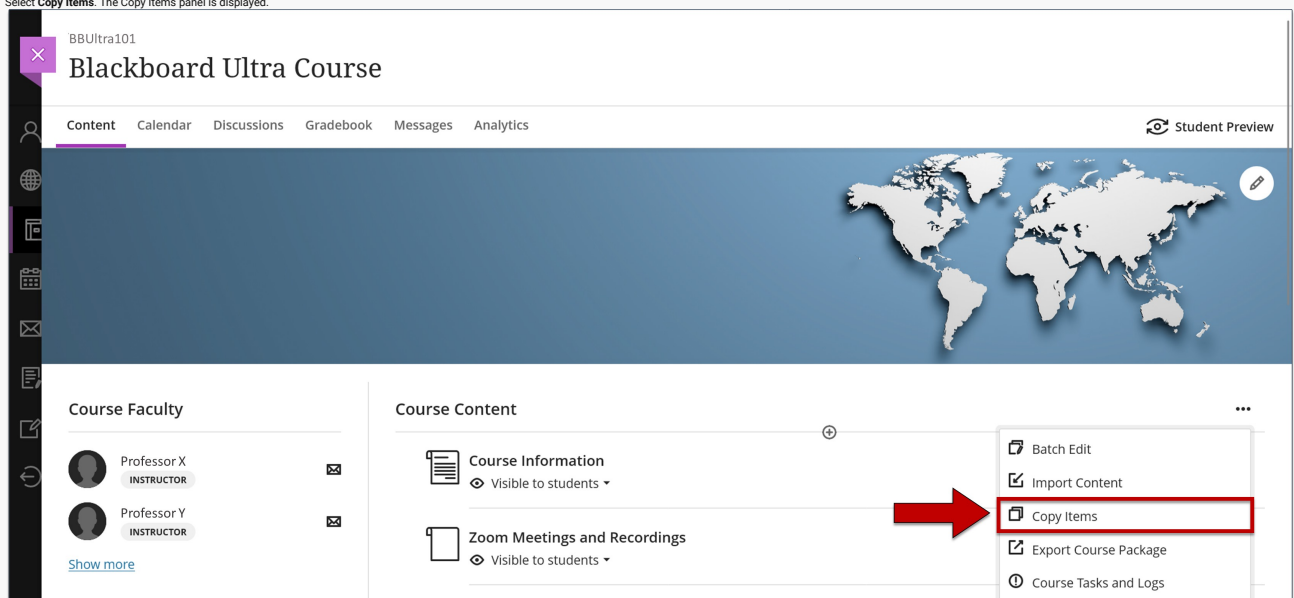 Select Copy Items. The Copy Items panel is displayed.
BBUltra101
Blackboard Ultra Course
Content Calendar Discussions Gradebook Messages Analytics Student Preview
Course Faculty
Professor X
INSTRUCTOR
Professor Y
INSTRUCTOR
Show more
Course Content
Course Information
Visible to students
Zoom Meetings and Recordings
Visible to students
Batch Edit
Import Content
Copy Items
Export Course Package
Course Tasks and Logs